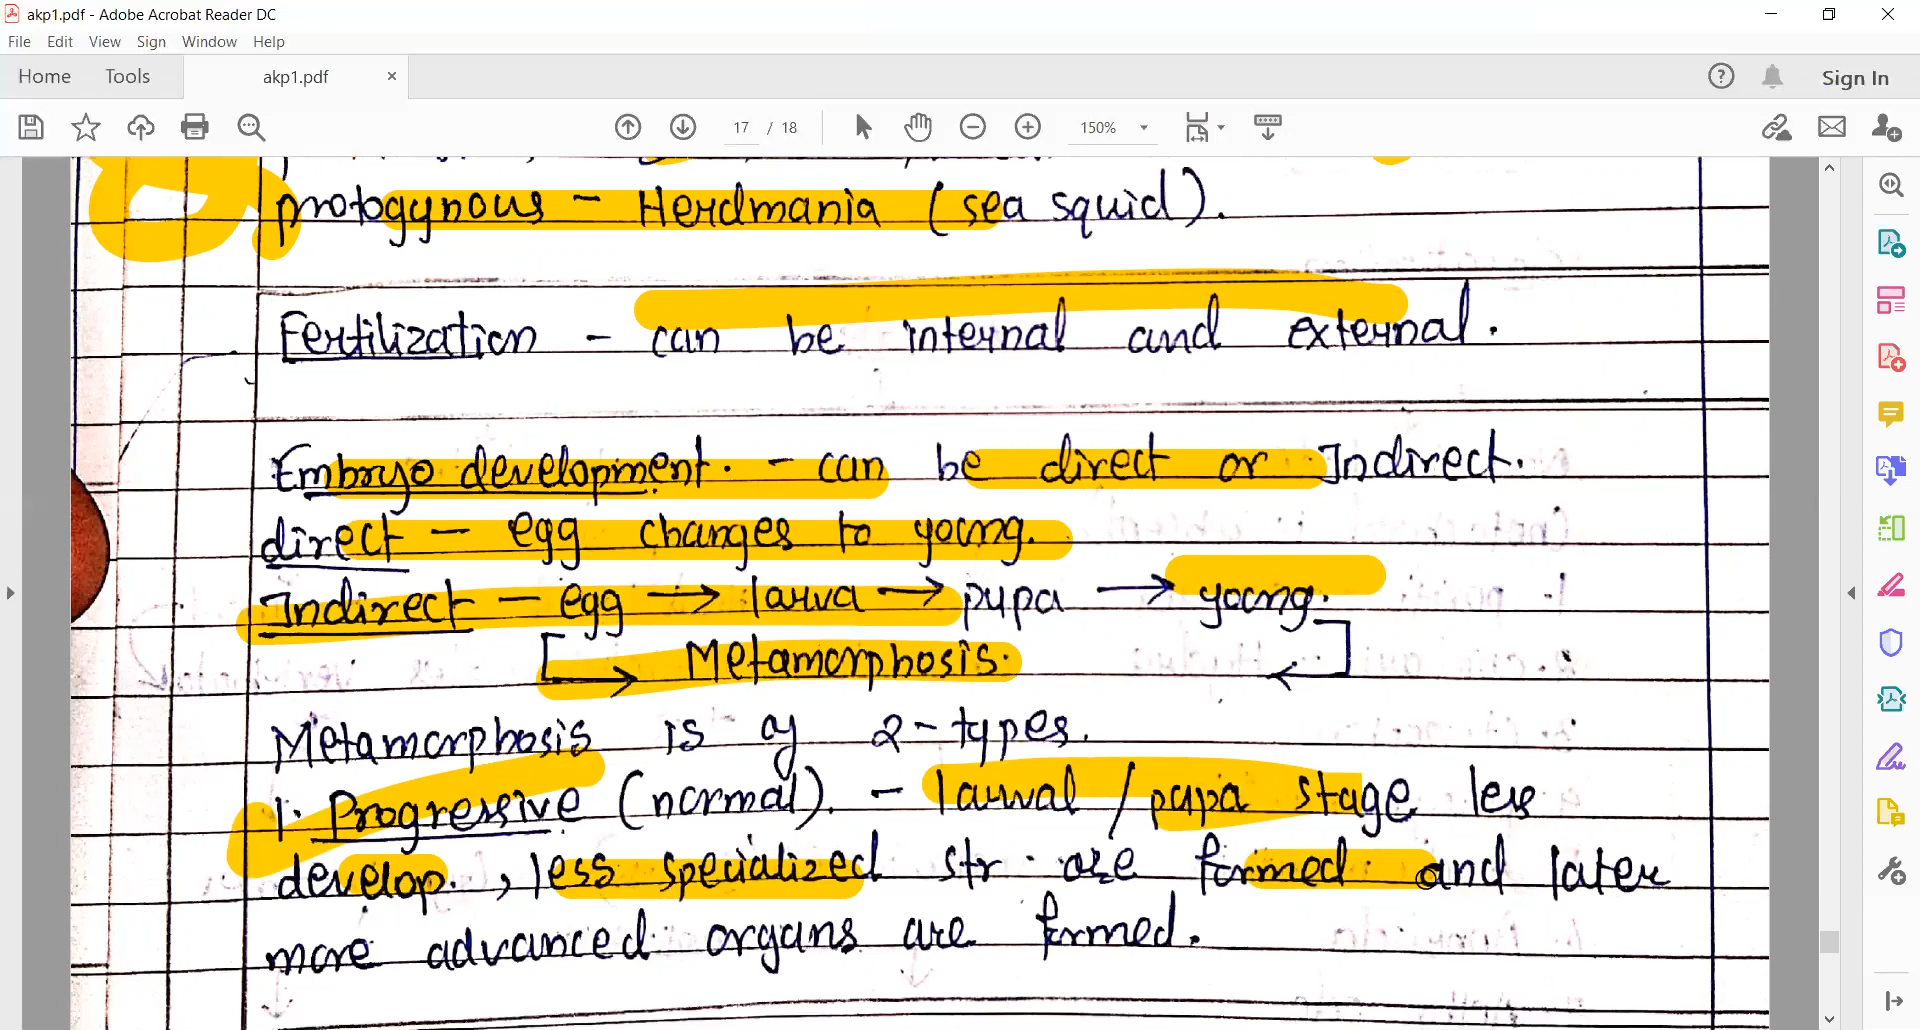 akp1.pdf - Adobe Acrobat Reader DC
File Edit View Sign Window Help
Home Tools akp1.pdf × Sign In
17 / 18 150%
protogynous - Herdmania (sea squid).
Fertilization - can be internal and external.
Embryo development. - can be direct or Indirect.
direct - egg changes to young.
Indirect - egg → larva → pupa → young.
Metamorphosis.
Metamorphosis is of 2-types.
1. Progressive (normal). - larval / pupa stage less
develop., less specialized str. are formed and later
more advanced organs are formed.